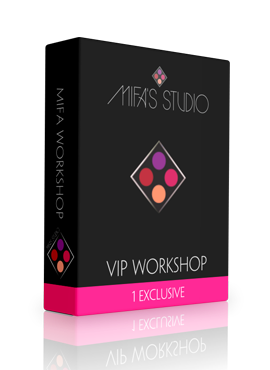 MIFA'S STUDIO
VIP WORKSHOP
1 EXCLUSIVE
MIFA WORKSHOP